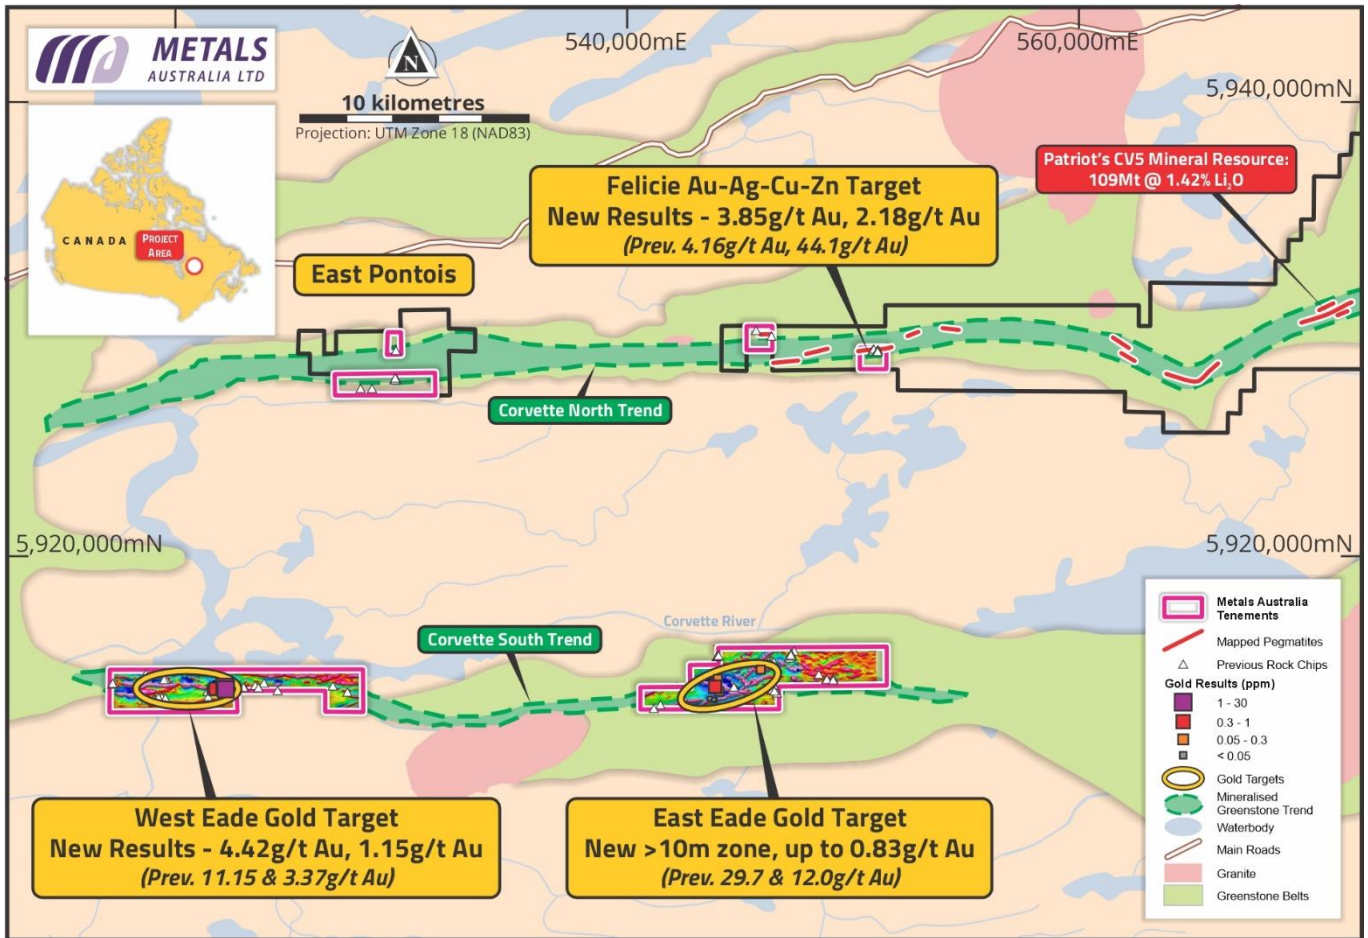 METALS
AUSTRALIA LTD
N
10 kilometres
Projection: UTM Zone 18 (NAD83)
540,000mE
560,000mE
5,940,000mN
CANADA
PROJECT
AREA
Patriot's CV5 Mineral Resource:
109Mt @ 1.42% Li₂O
Felicie Au-Ag-Cu-Zn Target
New Results - 3.85g/t Au, 2.18g/t Au
(Prev. 4.16g/t Au, 44.1g/t Au)
East Pontois
Corvette North Trend
5,920,000mN
5,920,000mN
Corvette River
Corvette South Trend
West Eade Gold Target
New Results - 4.42g/t Au, 1.15g/t Au
(Prev. 11.15 & 3.37g/t Au)
East Eade Gold Target
New >10m zone, up to 0.83g/t Au
(Prev. 29.7 & 12.0g/t Au)
Metals Australia
Tenements
Mapped Pegmatites
Previous Rock Chips
Gold Results (ppm)
1 - 30
0.3 - 1
0.05 - 0.3
< 0.05
Gold Targets
Mineralised
Greenstone Trend
Waterbody
Main Roads
Granite
Greenstone Belts